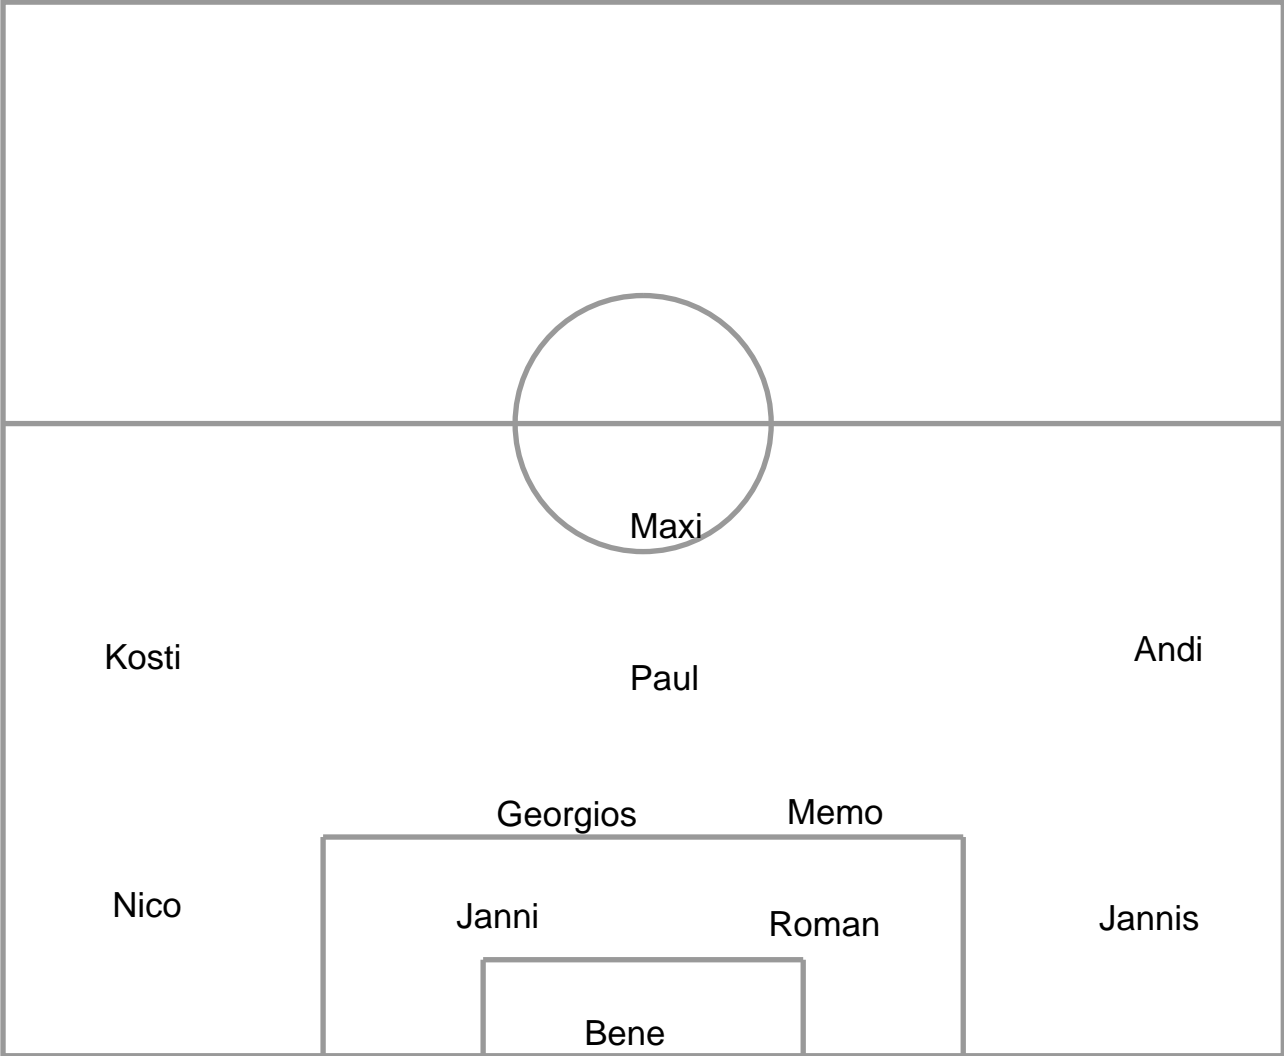 Maxi
Kosti
Paul
Andi
Georgios
Memo
Nico
Janni
Roman
Jannis
Bene